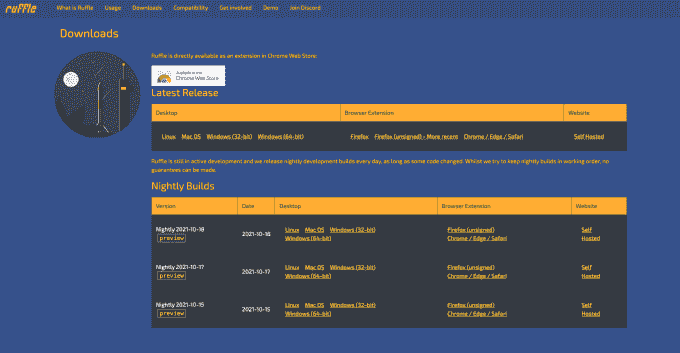 ruffle
What is Ruffle Usage Downloads Compatibility Get involved Demo Join Discord
Downloads
Ruffle is directly available as an extension in Chrome Web Store:
Chrome Web Store
Latest Release
Desktop Browser Extension Website
Linux Mac OS Windows (32-bit) Windows (64-bit) Firefox Firefox (unsigned) - More recent Chrome / Edge / Safari Self Hosted
Ruffle is still in active development and we release nightly development builds every day, as long as some code changed. Whilst we try to keep nightly builds in working order, no
guarantees can be made.
Nightly Builds
Version Date Desktop Browser Extension Website
Nightly 2021-10-18 Linux Mac OS Windows (32-bit) Firefox (unsigned) Self
preview Windows (64-bit) Chrome / Edge / Safari Hosted
Nightly 2021-10-17 2021-10-17 Linux Mac OS Windows (32-bit) Firefox (unsigned) Self
preview Windows (64-bit) Chrome / Edge / Safari Hosted
Nightly 2021-10-15 2021-10-15 Linux Mac OS Windows (32-bit) Firefox (unsigned) Self
preview Windows (64-bit) Chrome / Edge / Safari Hosted